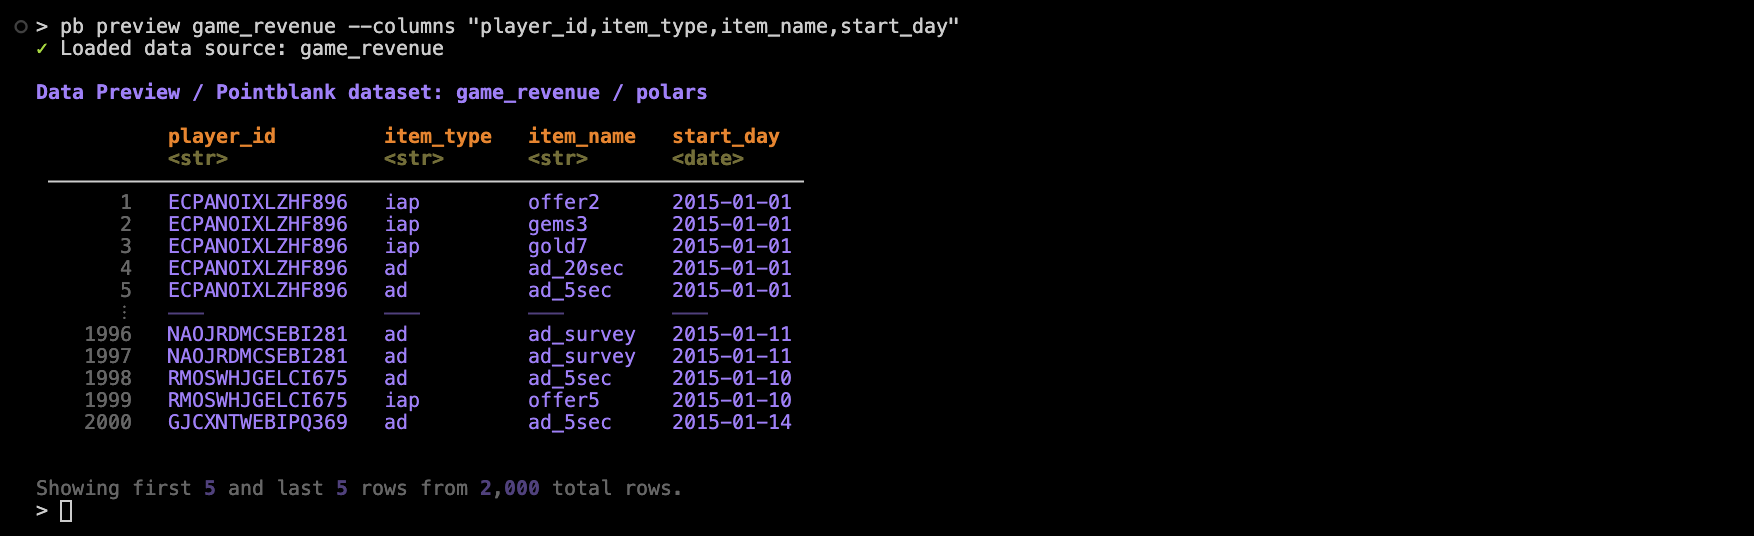 > pb preview game_revenue --columns "player_id,item_type,item_name,start_day"
✓ Loaded data source: game_revenue
Data Preview / Pointblank dataset: game_revenue / polars
player_id item_type item_name start_day
<str> <str> <str> <date>
1 ECPANOIXLZHF896 iap offer2 2015-01-01
2 ECPANOIXLZHF896 iap gems3 2015-01-01
3 ECPANOIXLZHF896 iap gold7 2015-01-01
4 ECPANOIXLZHF896 ad ad_20sec 2015-01-01
5 ECPANOIXLZHF896 ad ad_5sec 2015-01-01
⋮ ─── ─── ─── ───
1996 NAOJRDMCSEBI281 ad ad_survey 2015-01-11
1997 NAOJRDMCSEBI281 ad ad_survey 2015-01-11
1998 RMOSWHJGELCI675 ad ad_5sec 2015-01-10
1999 RMOSWHJGELCI675 iap offer5 2015-01-10
2000 GJCXNTWEBIPQ369 ad ad_5sec 2015-01-14
Showing first 5 and last 5 rows from 2,000 total rows.
>